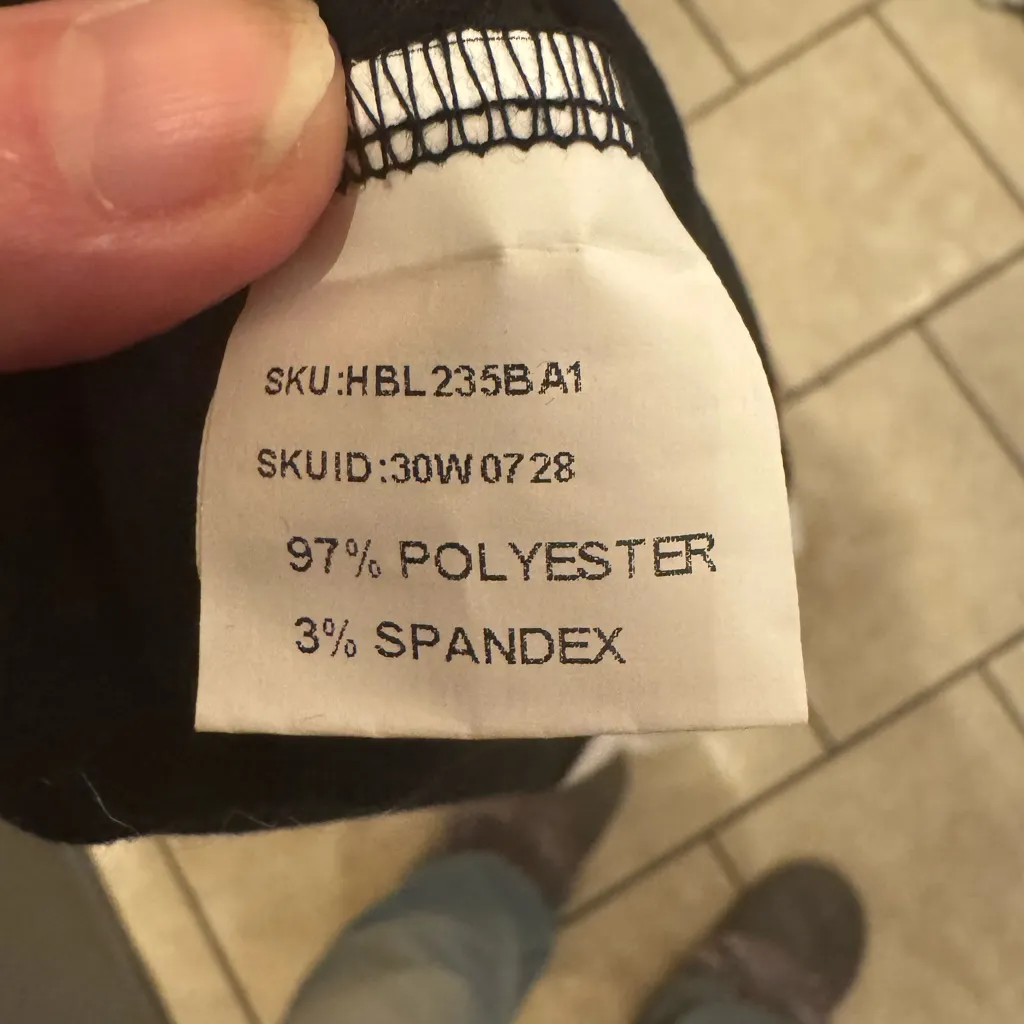 SKU:HBL235BA1
SKUID:30W0728
97% POLYESTER
3% SPANDEX